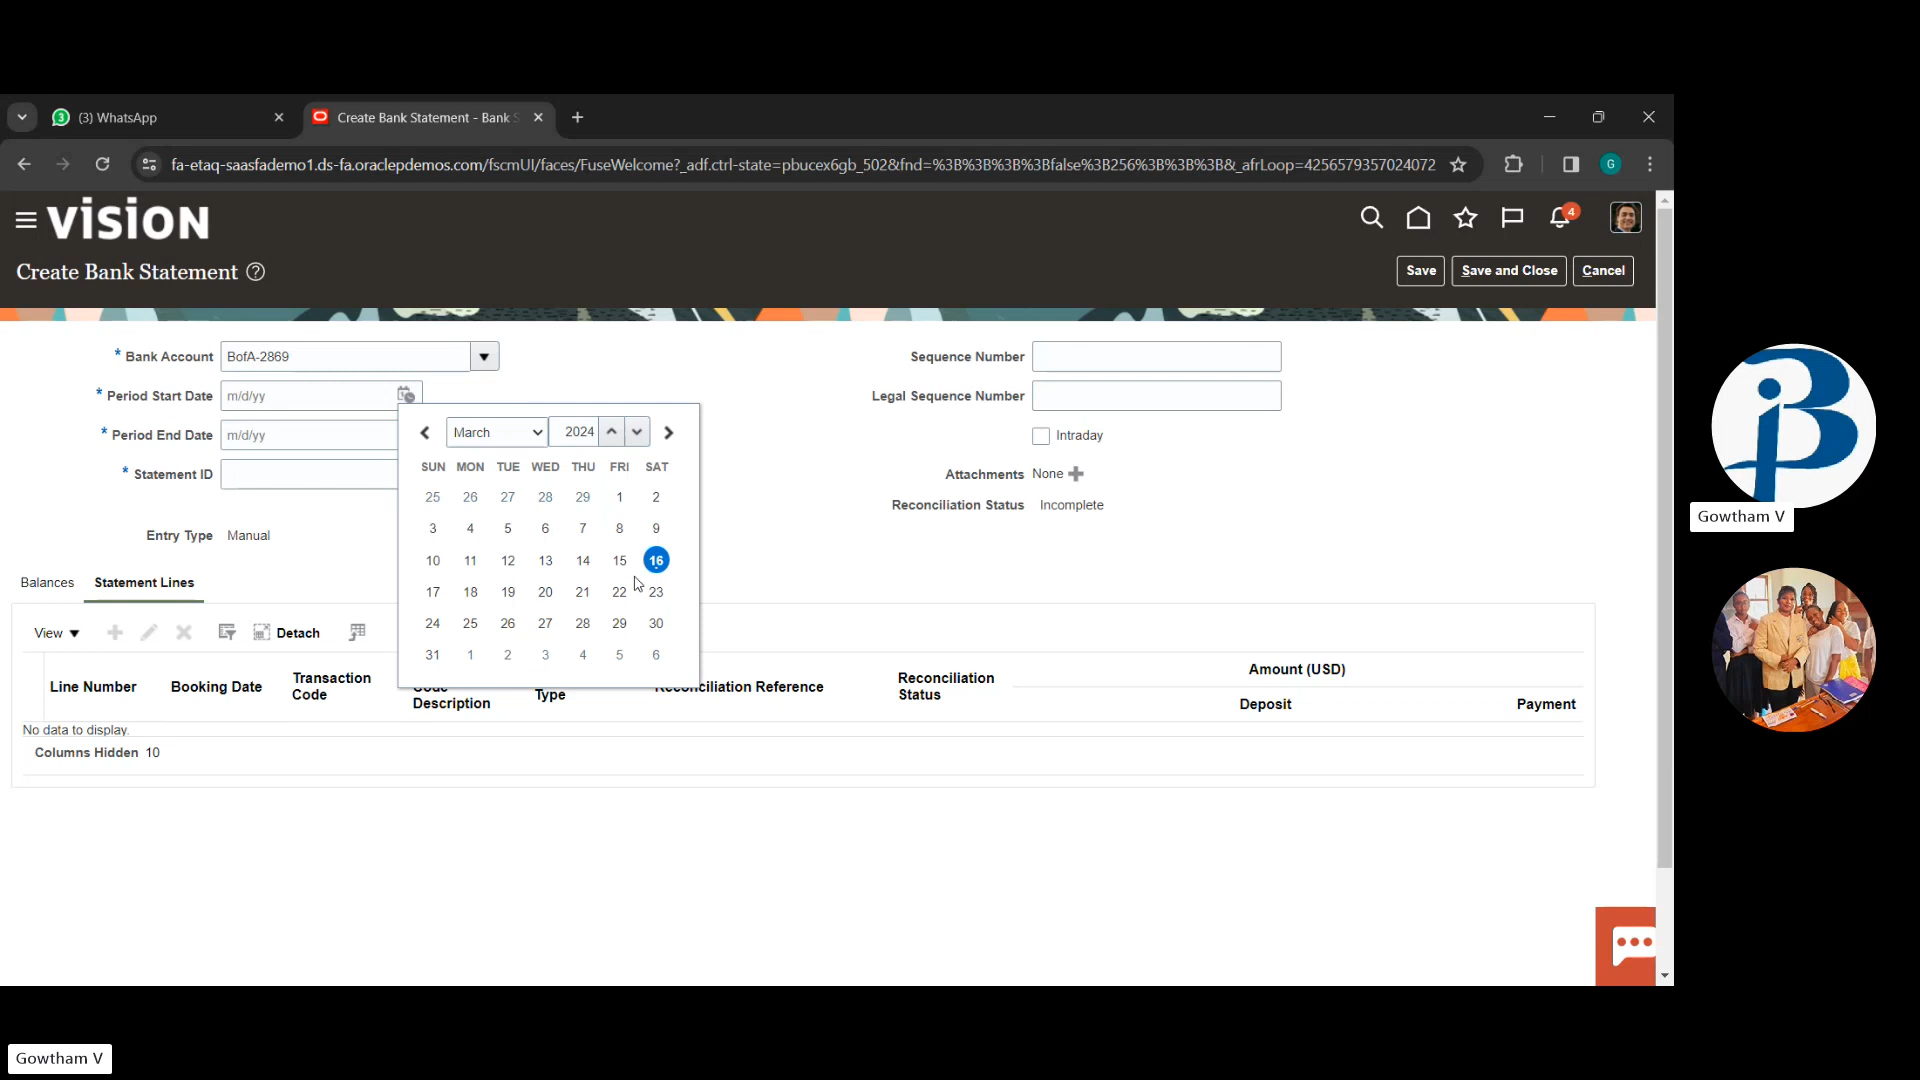 (3) WhatsApp
Create Bank Statement - Bank S
fa-etaq-saasfademo1.ds-fa.oraclepdemos.com/fscmUI/faces/FuseWelcome?_adf.ctrl-state=pbucex6gb_502&fnd=%3B%3B%3B%3Bfalse%3B256%3B%3B%3B&_afrLoop=4256579357024072
G
VISION
4
Create Bank Statement
Save
Save and Close
Cancel
* Bank Account BofA-2869
Sequence Number
* Period Start Date m/d/yy
Legal Sequence Number
* Period End Date m/d/yy
Intraday
* Statement ID
Attachments None
Reconciliation Status Incomplete
Entry Type Manual
March 2024
SUN MON TUE WED THU FRI SAT
25 26 27 28 29 1 2
3 4 5 6 7 8 9
10 11 12 13 14 15 16
17 18 19 20 21 22 23
24 25 26 27 28 29 30
31 1 2 3 4 5 6
Balances Statement Lines
View Detach
Line Number Booking Date Transaction Code
Description
Type
Reconciliation Reference
Reconciliation Status
Amount (USD)
Deposit Payment
No data to display.
Columns Hidden 10
Gowtham V
Gowtham V